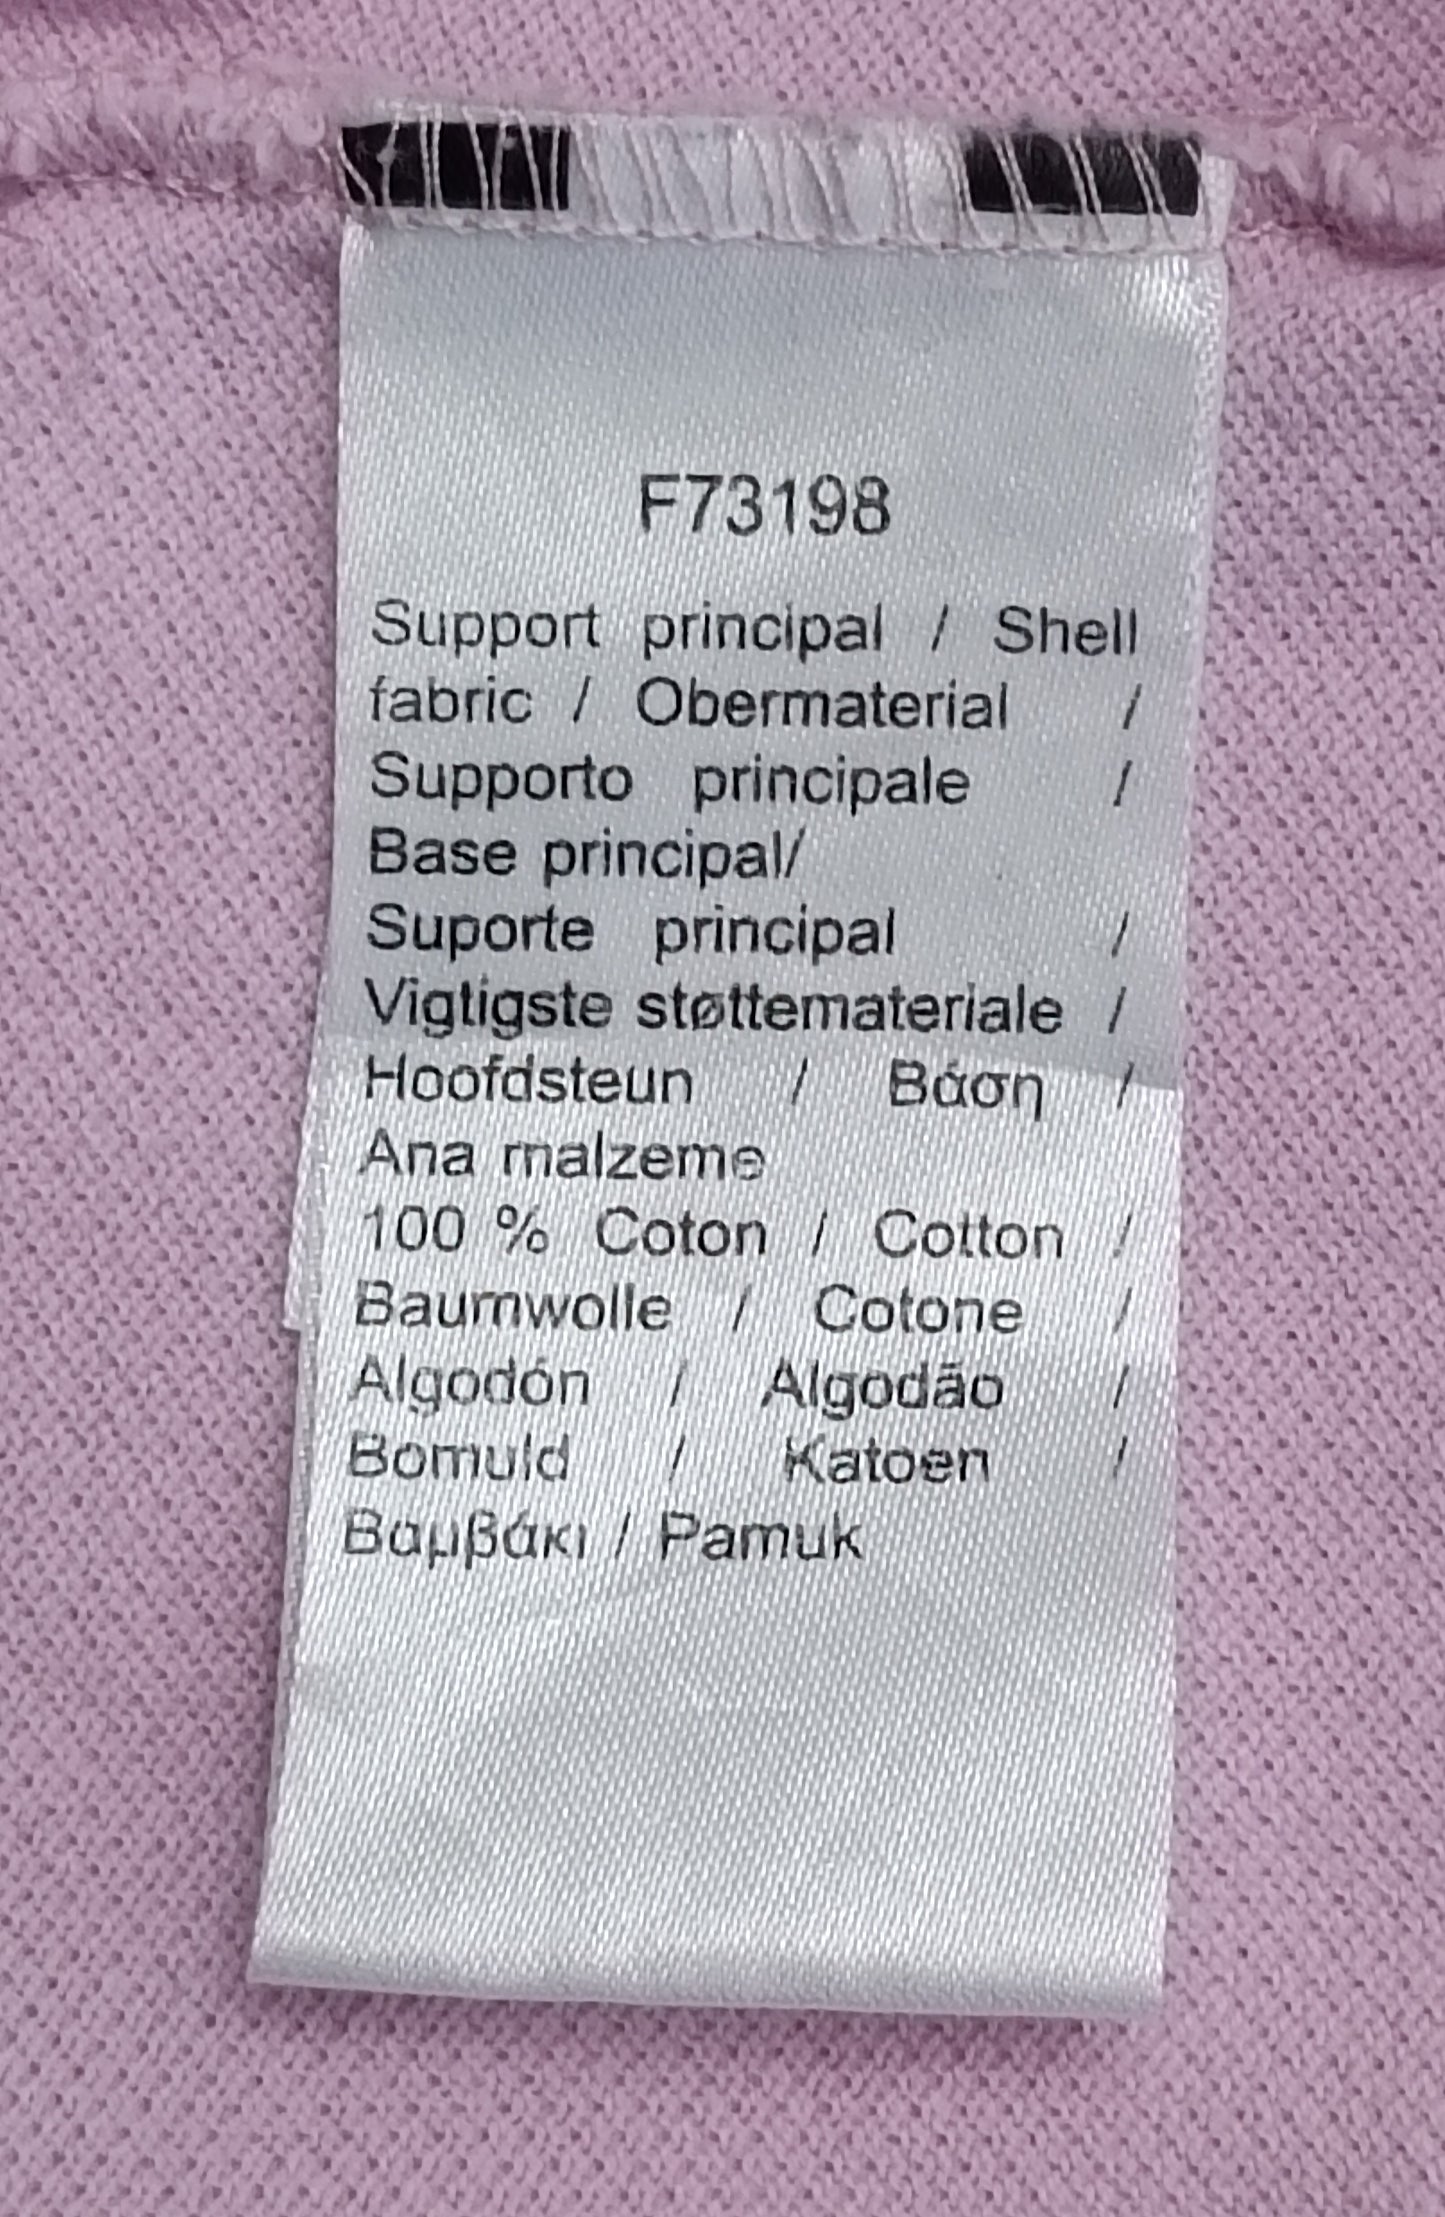 F73198
Support principal / Shell
fabric / Obermaterial /
Supporto principale /
Base principal/
Suporte principal /
Vigtigste støttemateriale /
Hoofdsteun / Βάση /
Ana malzeme
100 % Coton / Cotton /
Baumwolle / Cotone /
Algodón / Algodão /
Bomuld / Katoen /
Βαμβάκι / Pamuk